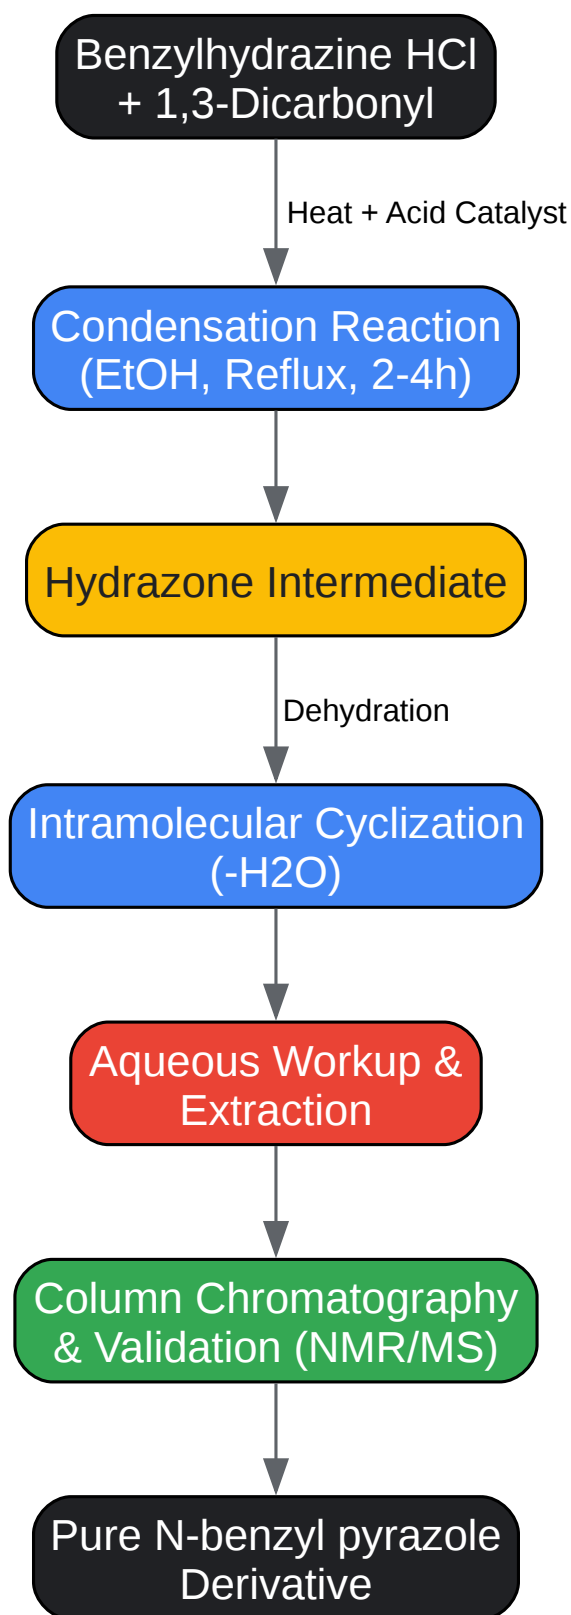 Benzylhydrazine HCl
+ 1,3-Dicarbonyl
Heat + Acid Catalyst
Condensation Reaction
(EtOH, Reflux, 2-4h)
Hydrazone Intermediate
Dehydration
Intramolecular Cyclization
(-H2O)
Aqueous Workup &
Extraction
Column Chromatography
& Validation (NMR/MS)
Pure N-benzyl pyrazole
Derivative